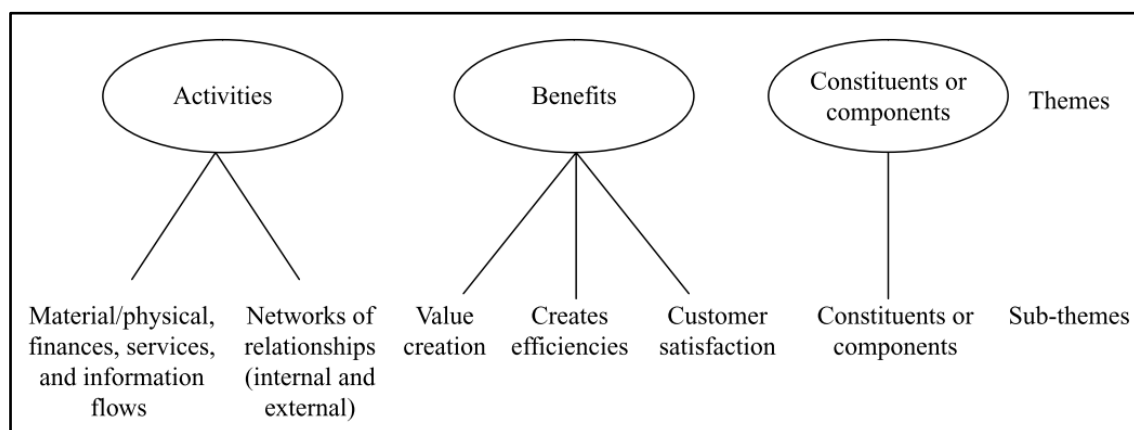 Activities
Benefits
Constituents or
components
Themes
Material/physical,
finances, services,
and information
flows
Networks of
relationships
(internal and
external)
Value
creation
Creates
efficiencies
Customer
satisfaction
Constituents or
components
Sub-themes